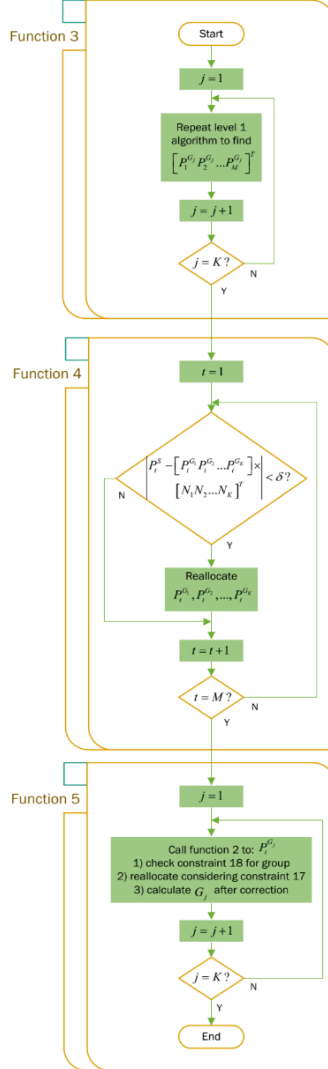 Function 3
Start
j = 1
Repeat level 1
algorithm to find
[P_1^{G_j} P_2^{G_j} ... P_M^{G_j}]^T
j = j+1
j = K ?
N
Y
Function 4
t = 1
|P_t^S − [P_t^{G_1} P_t^{G_2} ... P_t^{G_K}] ×
[N_1 N_2 ... N_K]^T| < δ ?
N
Y
Reallocate
P_t^{G_1}, P_t^{G_2}, ..., P_t^{G_K}
t = t+1
t = M ?
N
Y
Function 5
j = 1
Call function 2 to: P_t^{G_j}
1) check constraint 18 for group
2) reallocate considering constraint 17
3) calculate G_j after correction
j = j+1
j = K ?
N
Y
End